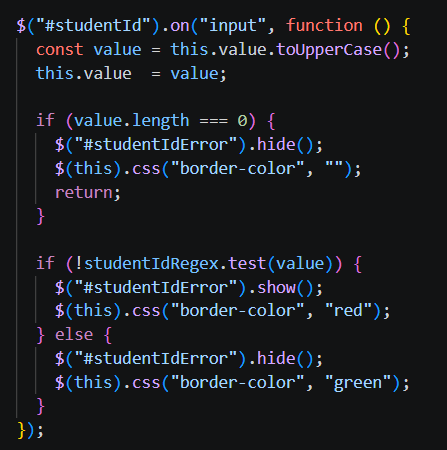 $("#studentId").on("input", function () {
  const value = this.value.toUpperCase();
  this.value  = value;

  if (value.length === 0) {
    $("#studentIdError").hide();
    $(this).css("border-color", "");
    return;
  }

  if (!studentIdRegex.test(value)) {
    $("#studentIdError").show();
    $(this).css("border-color", "red");
  } else {
    $("#studentIdError").hide();
    $(this).css("border-color", "green");
  }
});